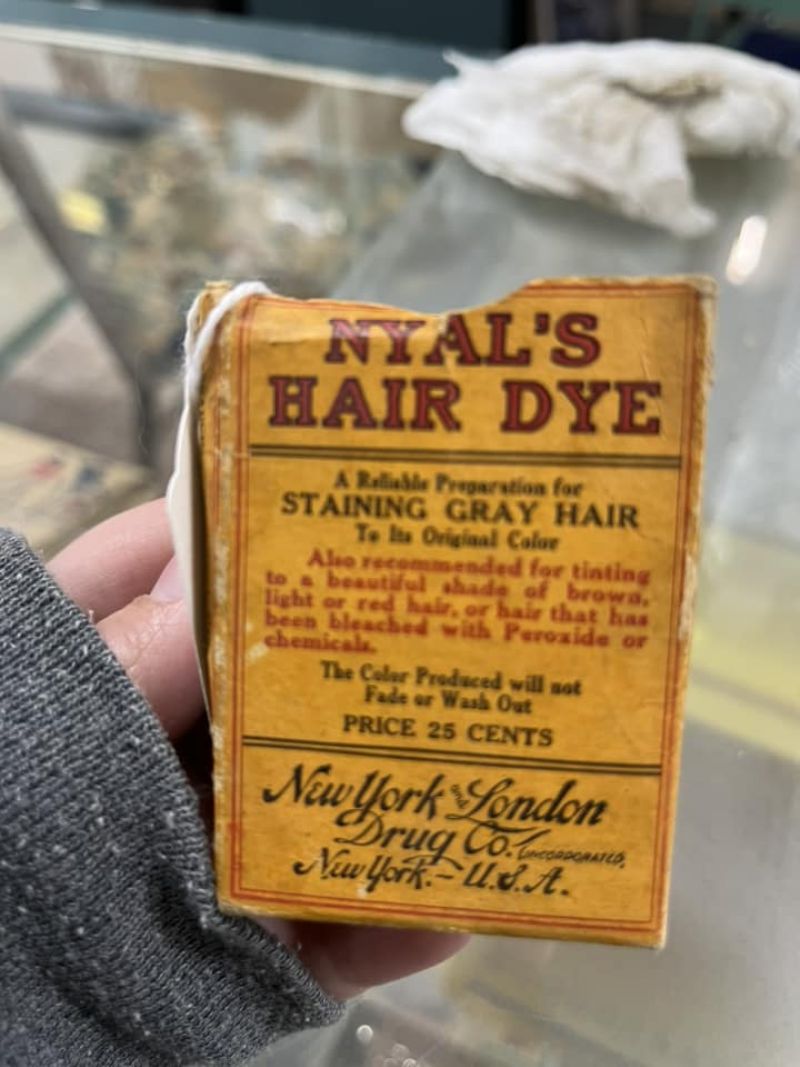 NYAL'S
HAIR DYE
A Reliable Preparation for
STAINING GRAY HAIR
To Its Original Color
Also recommended for tinting
to a beautiful shade of brown,
light or red hair, or hair that has
been bleached with Peroxide or
chemicals.
The Color Produced will not
Fade or Wash Out
PRICE 25 CENTS
New York and London
Drug Co. INCORPORATED,
New York. - U.S.A.